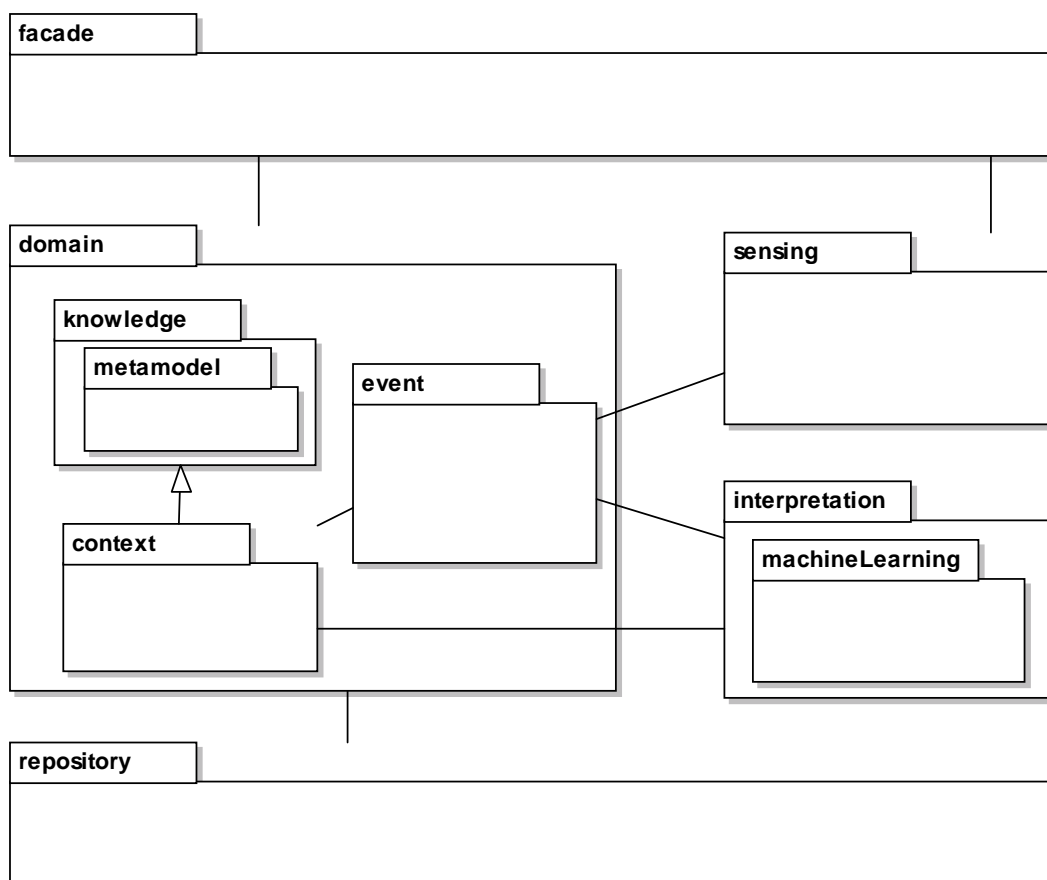 facade
domain
sensing
knowledge
metamodel
event
interpretation
context
machineLearning
repository